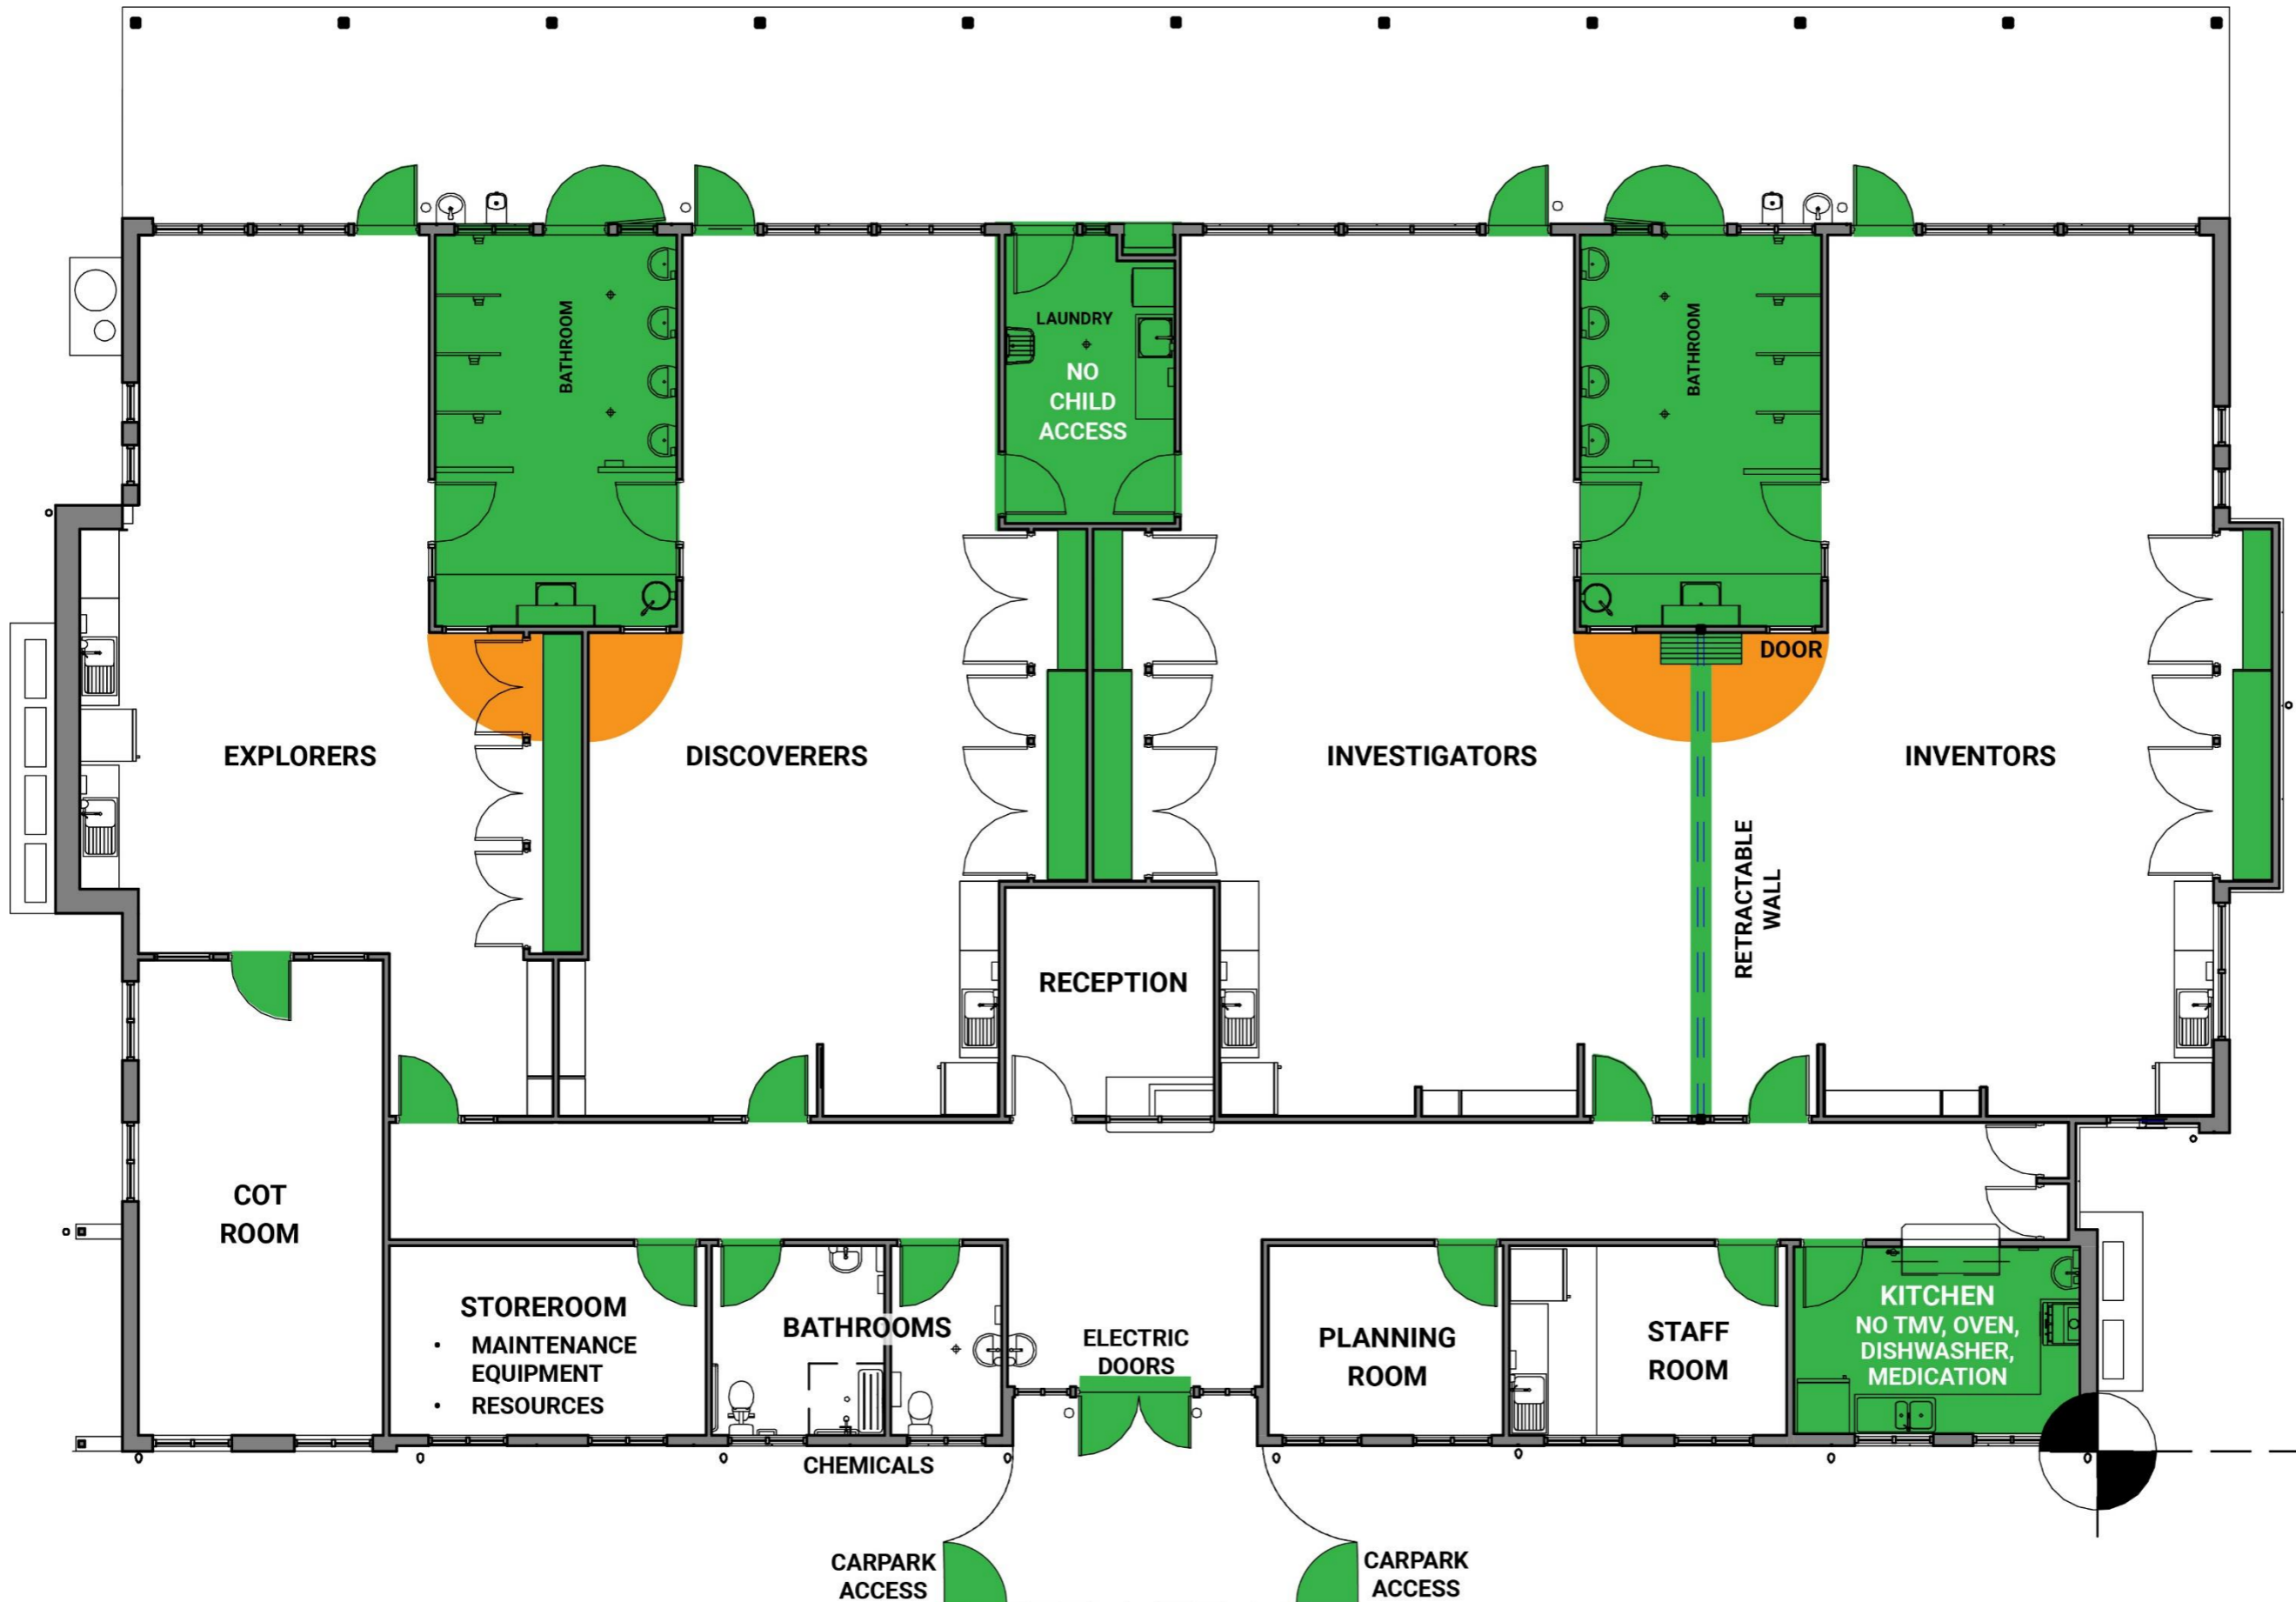 BATHROOM
LAUNDRY
NO
CHILD
ACCESS
BATHROOM
DOOR
EXPLORERS
DISCOVERERS
INVESTIGATORS
INVENTORS
RETRACTABLE
WALL
RECEPTION
COT
ROOM
STOREROOM
• MAINTENANCE
EQUIPMENT
• RESOURCES
BATHROOMS
CHEMICALS
ELECTRIC
DOORS
PLANNING
ROOM
STAFF
ROOM
KITCHEN
NO TMV, OVEN,
DISHWASHER,
MEDICATION
CARPARK
ACCESS
CARPARK
ACCESS